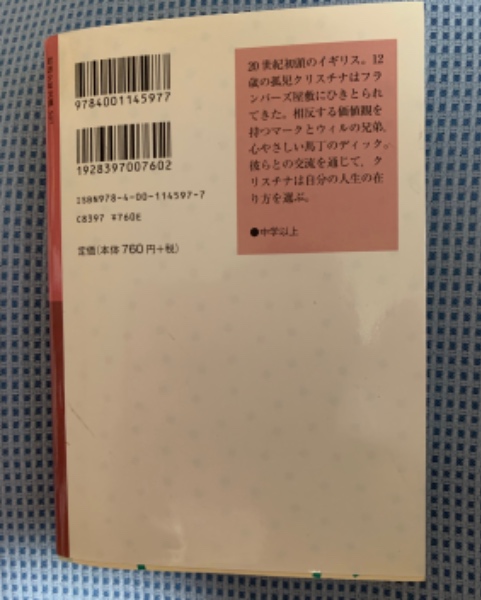 9784001145977
1928397007602
ISBN978-4-00-114597-7
C8397 ¥760E
定価(本体760円+税)
20世紀初頭のイギリス。12
歳の孤児クリスチナはフラ
ンバーズ屋敷にひきとられ
てきた。相反する価値観を
持つマークとウィルの兄弟、
心やさしい馬丁のディック。
彼らとの交流を通じて、ク
リスチナは自分の人生の在
り方を選ぶ。
●中学以上